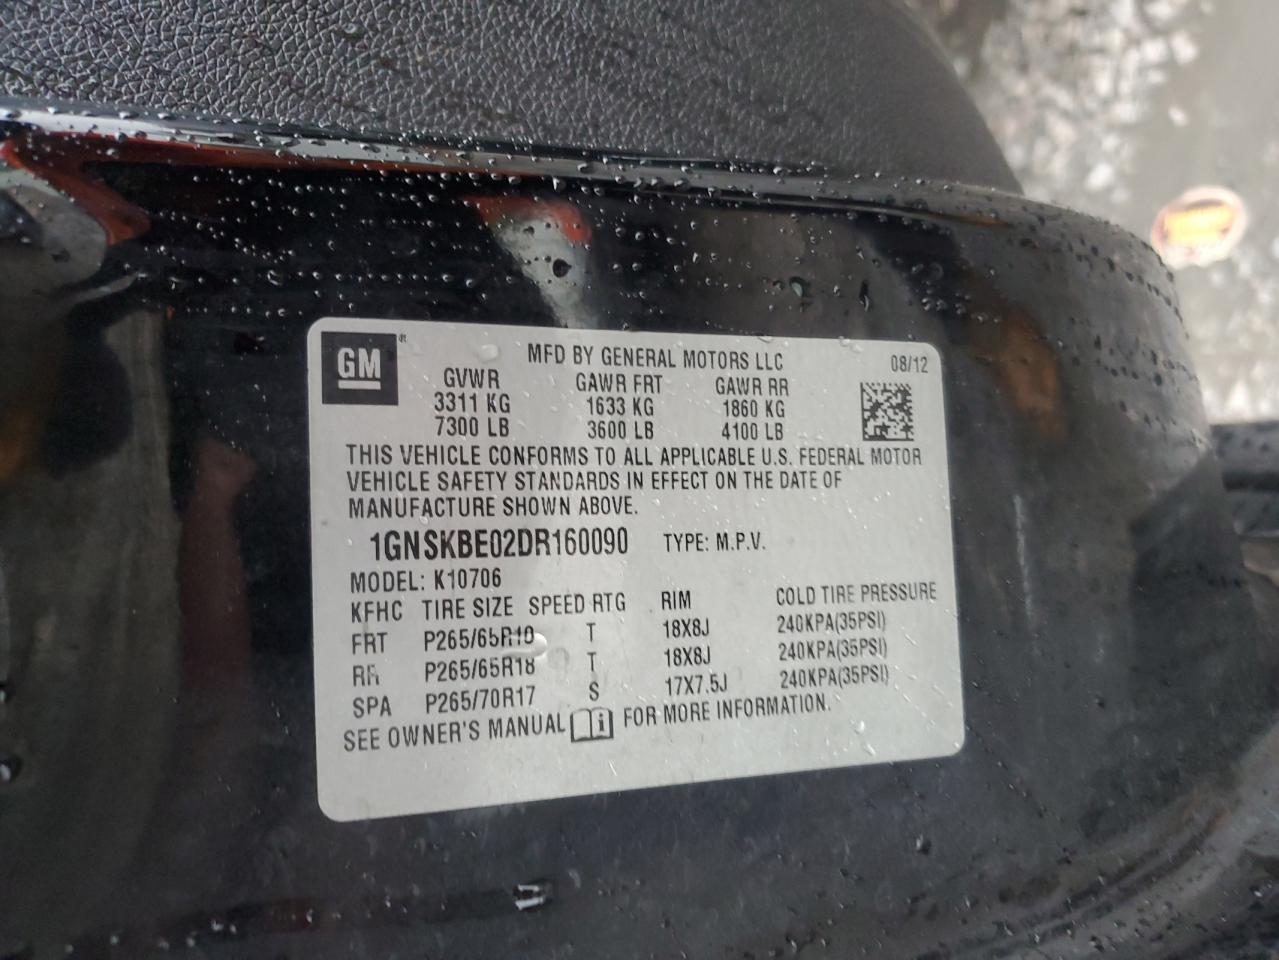 GM
MFD BY GENERAL MOTORS LLC 08/12
GVWR GAWR FRT GAWR RR
3311 KG 1633 KG 1860 KG
7300 LB 3600 LB 4100 LB
THIS VEHICLE CONFORMS TO ALL APPLICABLE U.S. FEDERAL MOTOR
VEHICLE SAFETY STANDARDS IN EFFECT ON THE DATE OF
MANUFACTURE SHOWN ABOVE.
1GNSKBE02DR160090 TYPE: M.P.V.
MODEL: K10706
KFHC TIRE SIZE SPEED RTG RIM COLD TIRE PRESSURE
FRT P265/65R18 T 18X8J 240KPA(35PSI)
RR P265/65R18 T 18X8J 240KPA(35PSI)
SPA P265/70R17 S 17X7.5J 240KPA(35PSI)
SEE OWNER'S MANUAL FOR MORE INFORMATION.